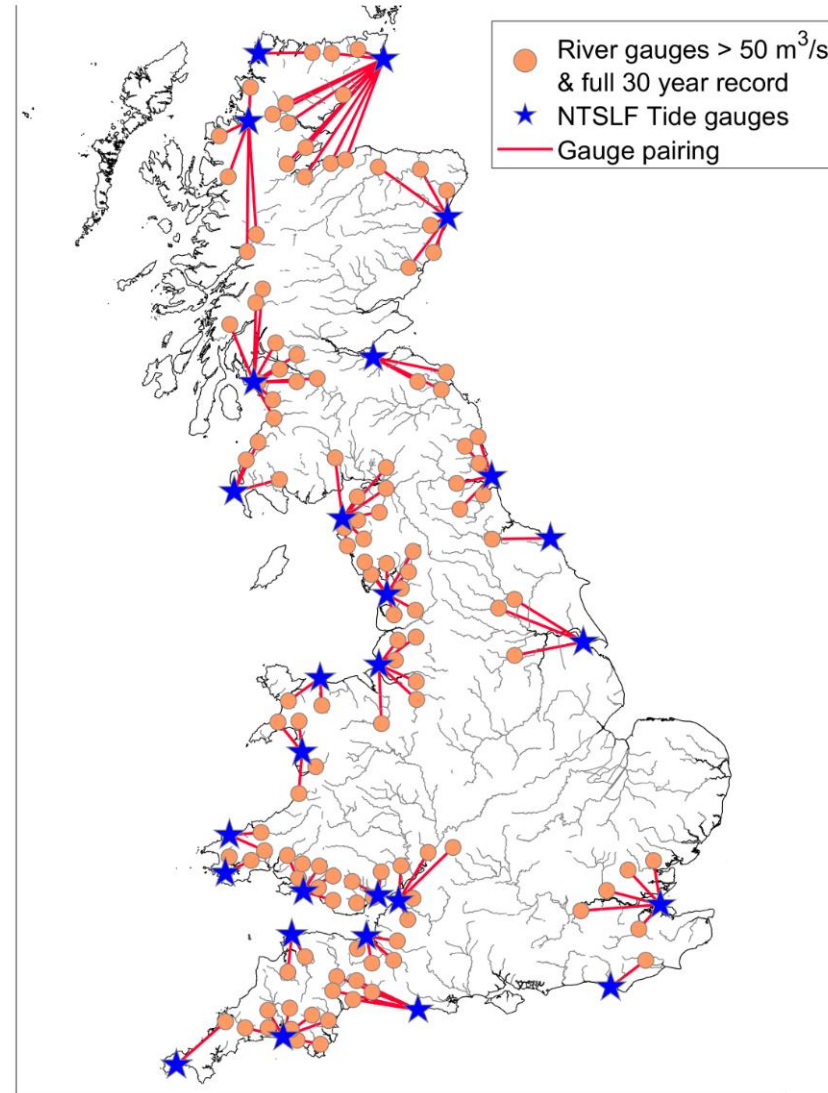 River gauges > 50 m³/s
& full 30 year record
NTSLF Tide gauges
Gauge pairing